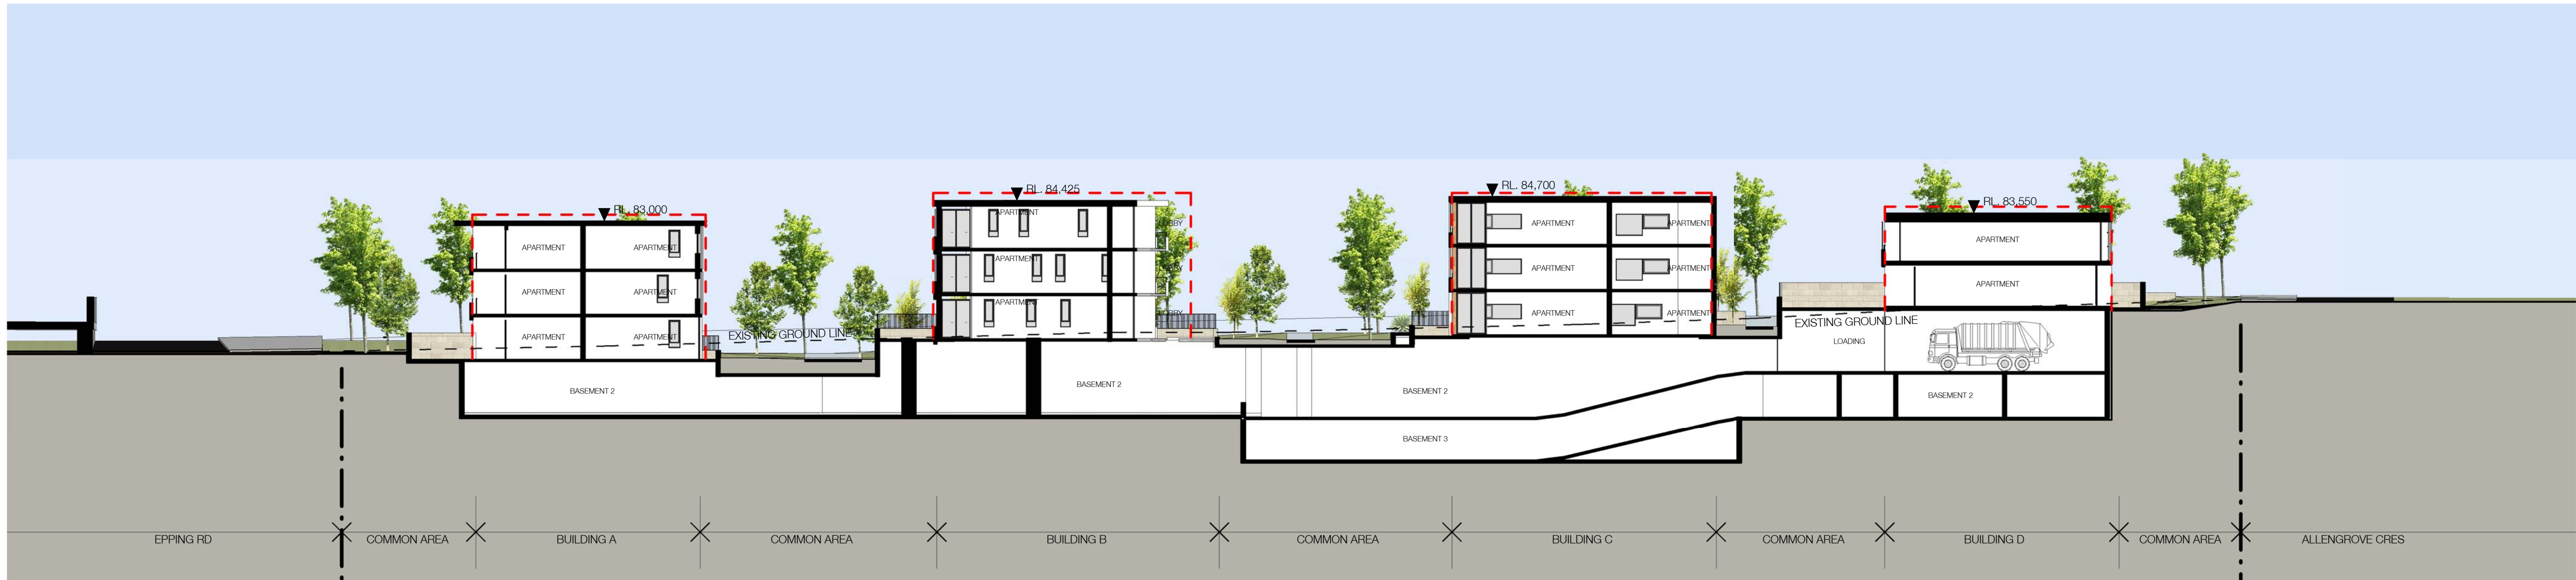 RL. 83,000
RL. 84,425
RL. 84,700
RL. 83,550
APARTMENT
APARTMENT
APARTMENT
APARTMENT
APARTMENT
APARTMENT
EXISTING GROUND LINE
APARTMENT
LOBBY
APARTMENT
LOBBY
APARTMENT
LOBBY
APARTMENT
APARTMENT
APARTMENT
APARTMENT
APARTMENT
APARTMENT
APARTMENT
APARTMENT
EXISTING GROUND LINE
LOADING
BASEMENT 2
BASEMENT 2
BASEMENT 2
BASEMENT 2
BASEMENT 3
EPPING RD
COMMON AREA
BUILDING A
COMMON AREA
BUILDING B
COMMON AREA
BUILDING C
COMMON AREA
BUILDING D
COMMON AREA
ALLENGROVE CRES